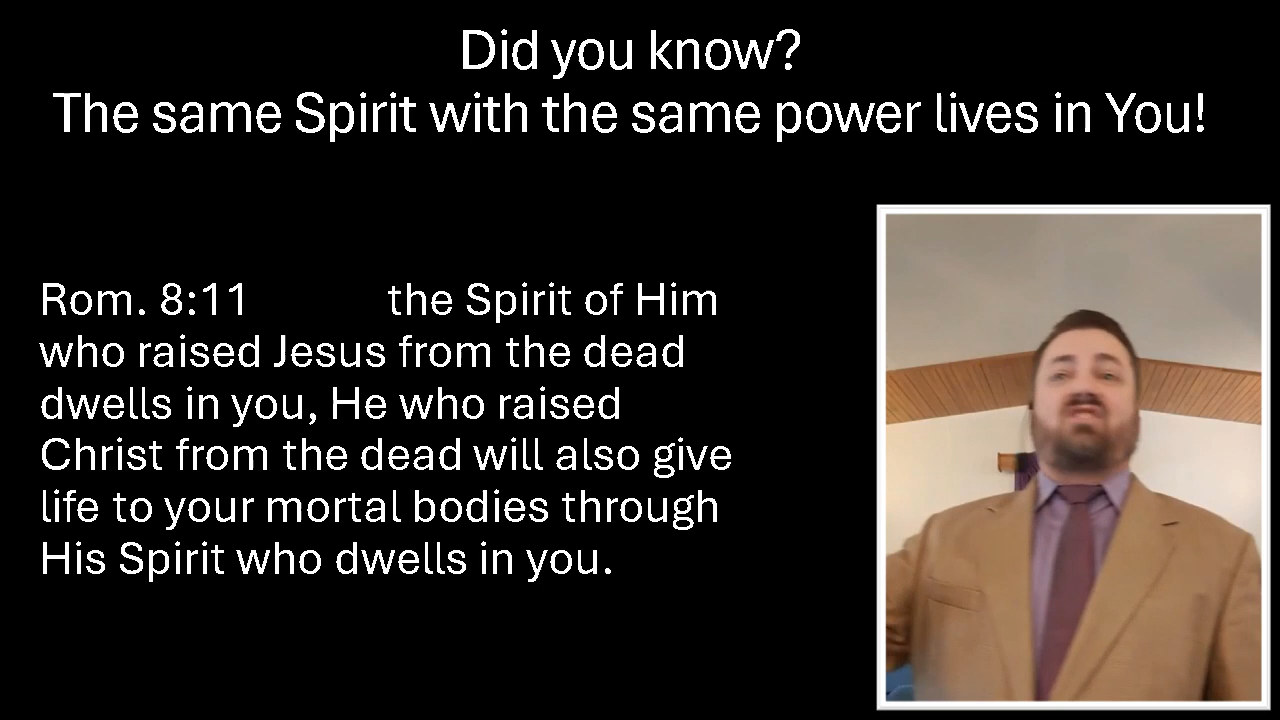 Did you know?
The same Spirit with the same power lives in You!
Rom. 8:11 the Spirit of Him
who raised Jesus from the dead
dwells in you, He who raised
Christ from the dead will also give
life to your mortal bodies through
His Spirit who dwells in you.